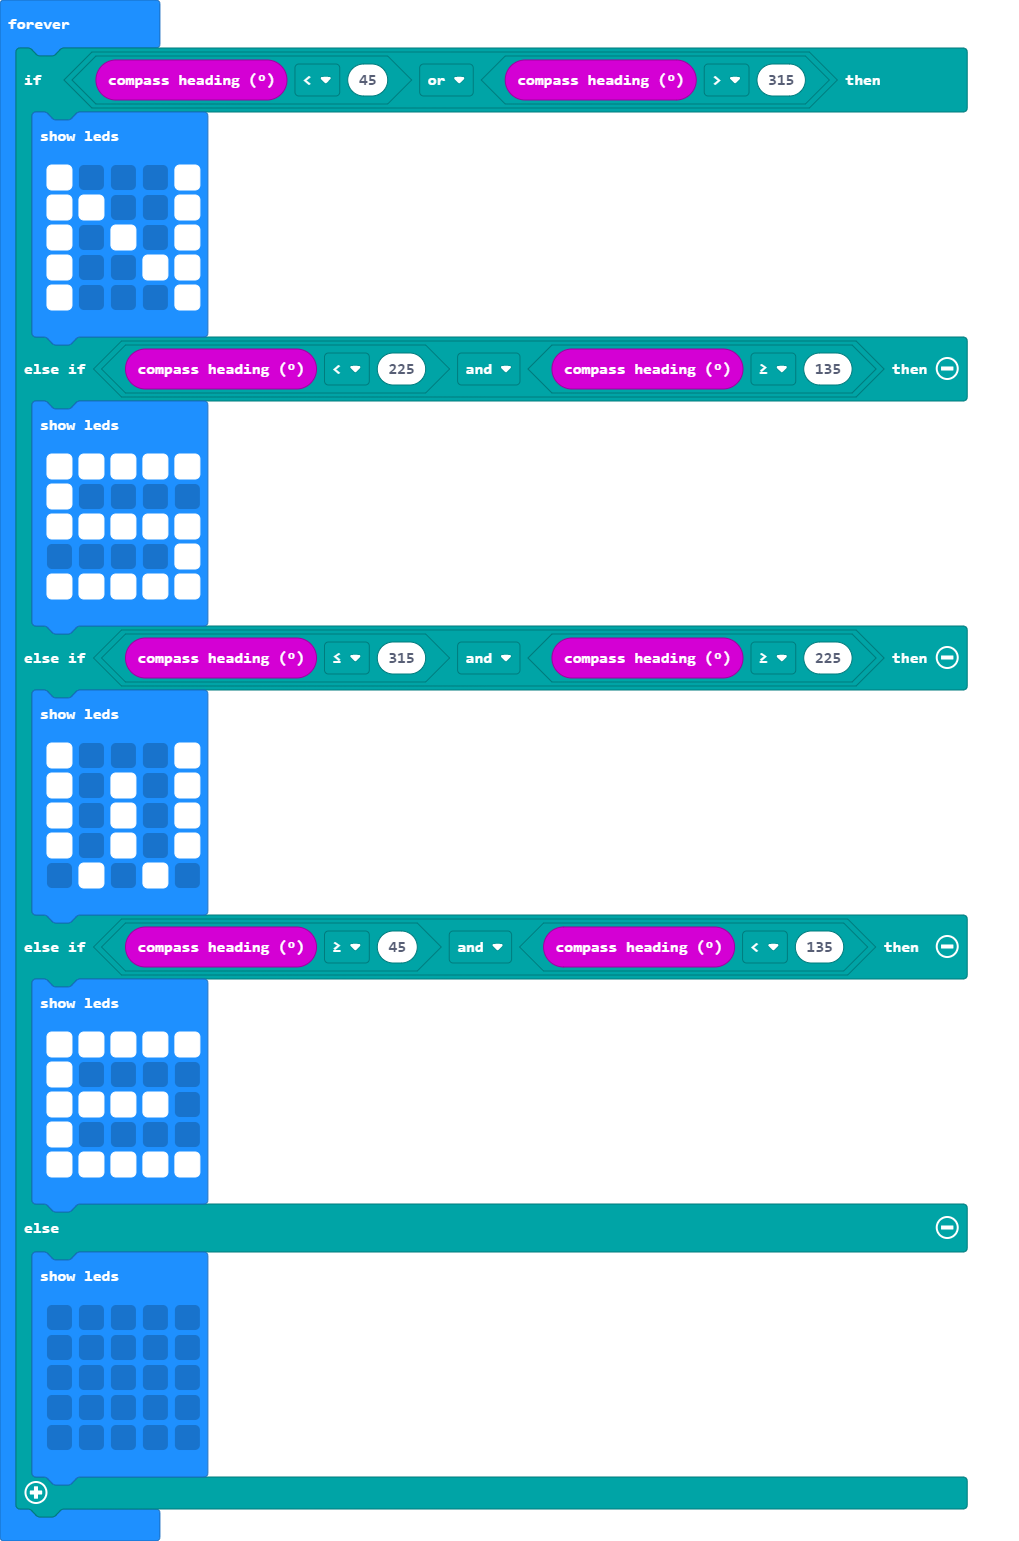 forever
if compass heading (°) < 45 or compass heading (°) > 315 then
show leds
else if compass heading (°) < 225 and compass heading (°) ≥ 135 then
show leds
else if compass heading (°) ≤ 315 and compass heading (°) ≥ 225 then
show leds
else if compass heading (°) ≥ 45 and compass heading (°) < 135 then
show leds
else
show leds